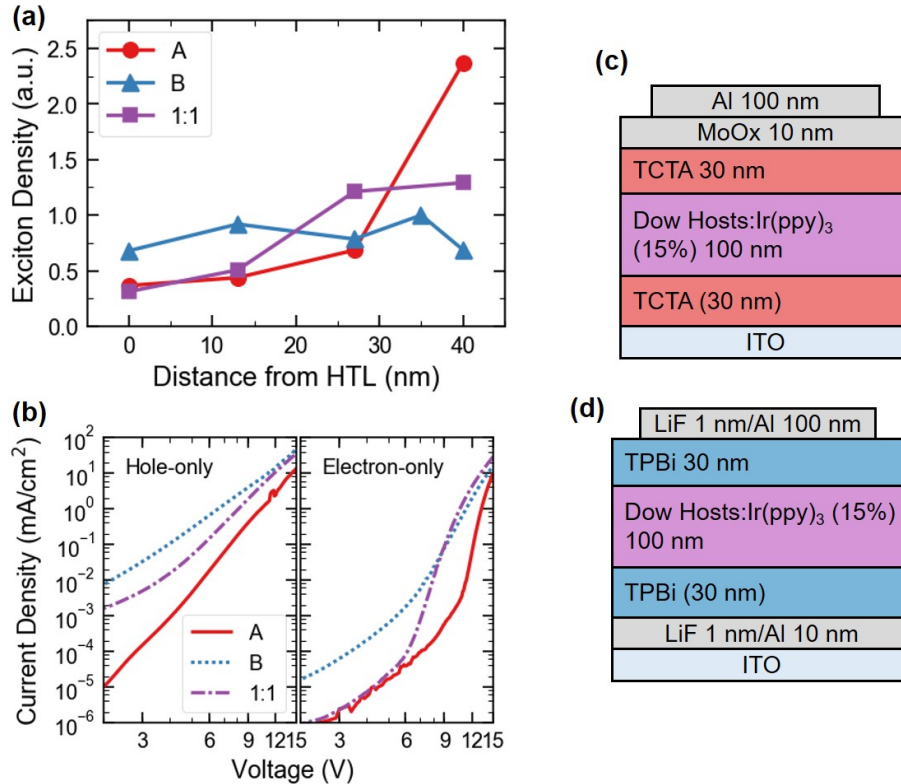 (a)
Exciton Density (a.u.)
2.5
2.0
1.5
1.0
0.5
0.0
A
B
1:1
0
10
20
30
40
Distance from HTL (nm)
(b)
Current Density (mA/cm²)
10²
10¹
10⁰
10⁻¹
10⁻²
10⁻³
10⁻⁴
10⁻⁵
10⁻⁶
Hole-only
Electron-only
A
B
1:1
3 6 9 1215
3 6 9 1215
Voltage (V)
(c)
Al 100 nm
MoOx 10 nm
TCTA 30 nm
Dow Hosts:Ir(ppy)₃
(15%) 100 nm
TCTA (30 nm)
ITO
(d)
LiF 1 nm/Al 100 nm
TPBi 30 nm
Dow Hosts:Ir(ppy)₃ (15%)
100 nm
TPBi (30 nm)
LiF 1 nm/Al 10 nm
ITO